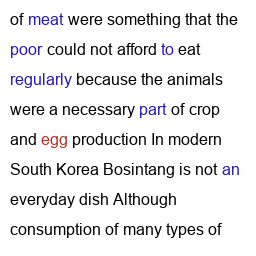 of meat were something that the
poor could not afford to eat
regularly because the animals
were a necessary part of crop
and egg production In modern
South Korea Bosintang is not an
everyday dish Although
consumption of many types of